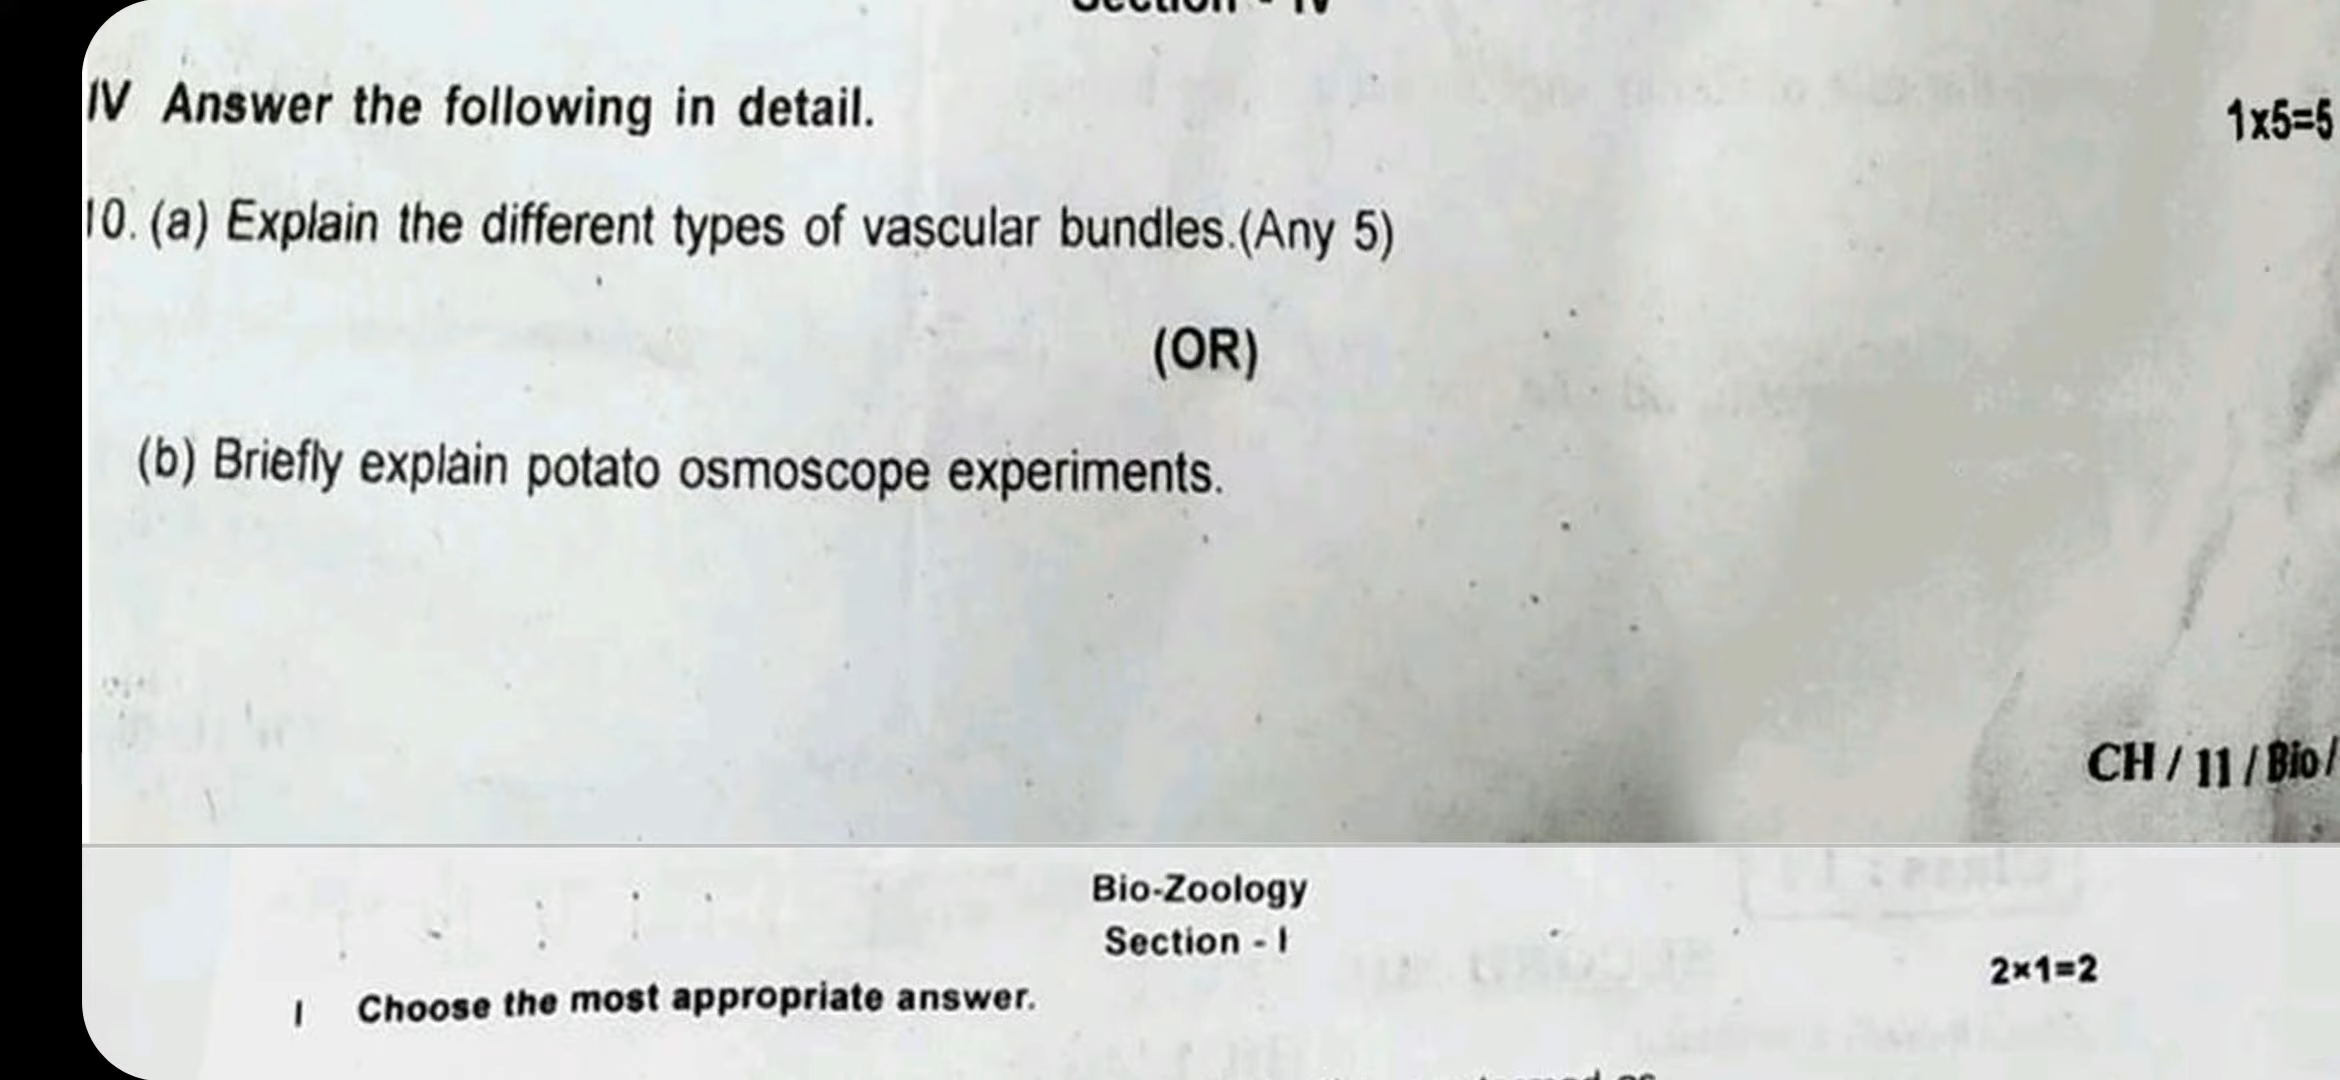 Section - IV
IV Answer the following in detail. 1x5=5
10. (a) Explain the different types of vascular bundles.(Any 5)
(OR)
(b) Briefly explain potato osmoscope experiments.
CH / 11 / Bio /
Bio-Zoology
Section - I
2×1=2
I Choose the most appropriate answer.